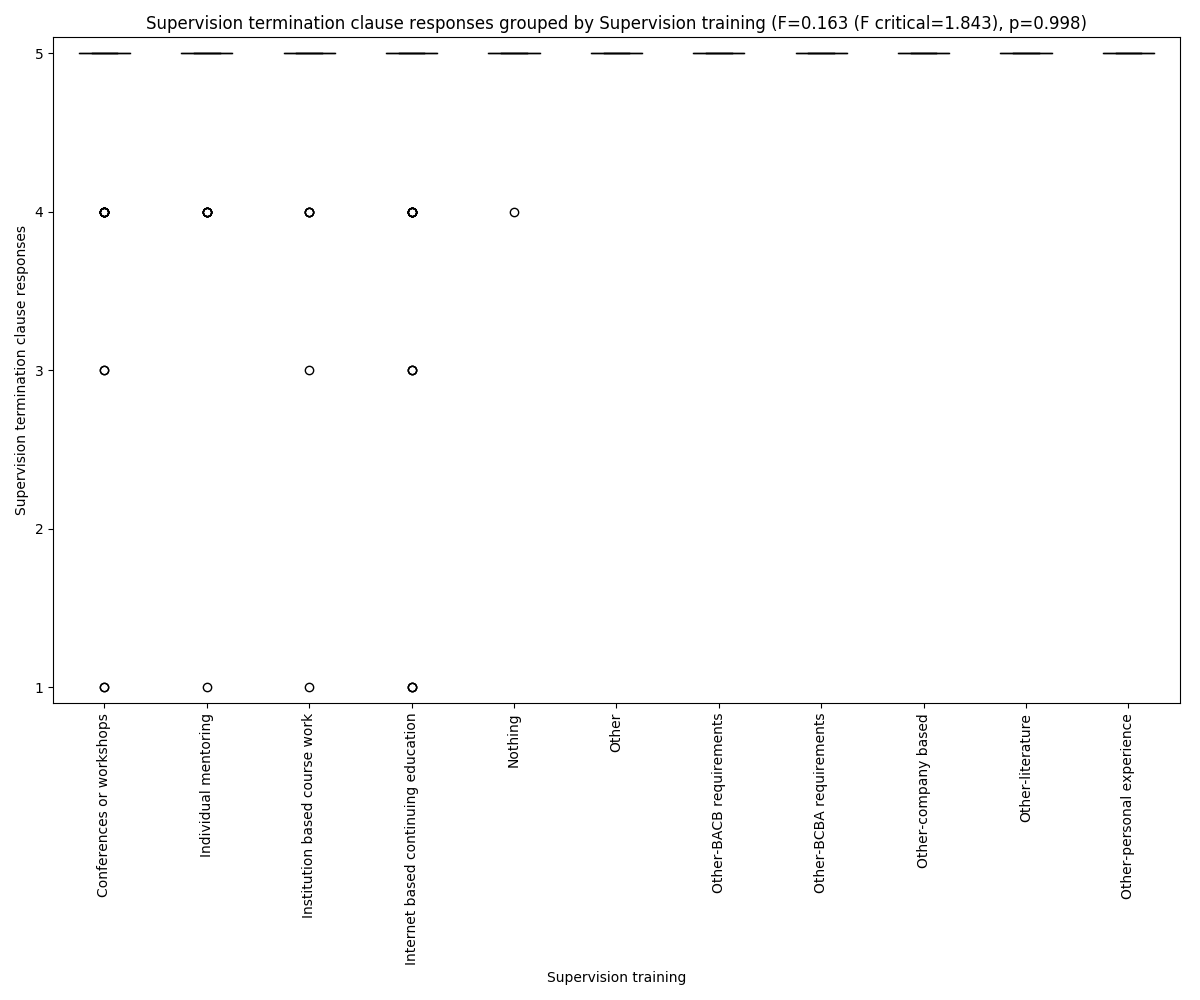 Supervision termination clause responses grouped by Supervision training (F=0.163 (F critical=1.843), p=0.998)
Supervision termination clause responses
5
4
3
2
1
Conferences or workshops
Individual mentoring
Institution based course work
Internet based continuing education
Nothing
Other
Other-BACB requirements
Other-BCBA requirements
Other-company based
Other-literature
Other-personal experience
Supervision training